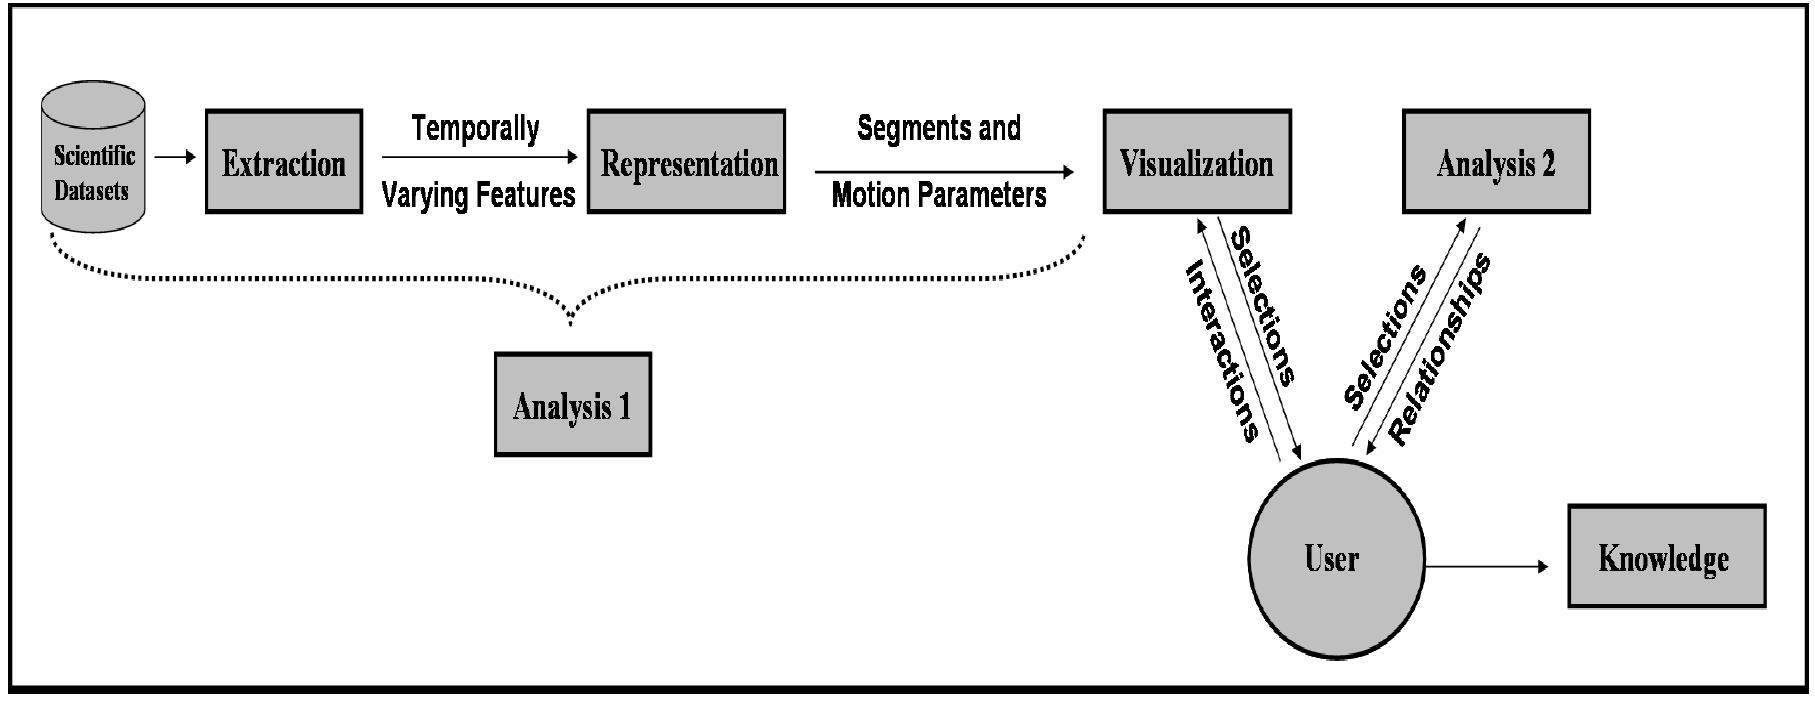 Scientific
Datasets
Extraction
Temporally
Varying Features
Representation
Segments and
Motion Parameters
Visualization
Analysis 2
Analysis 1
Interactions
Selections
Selections
Relationships
User
Knowledge